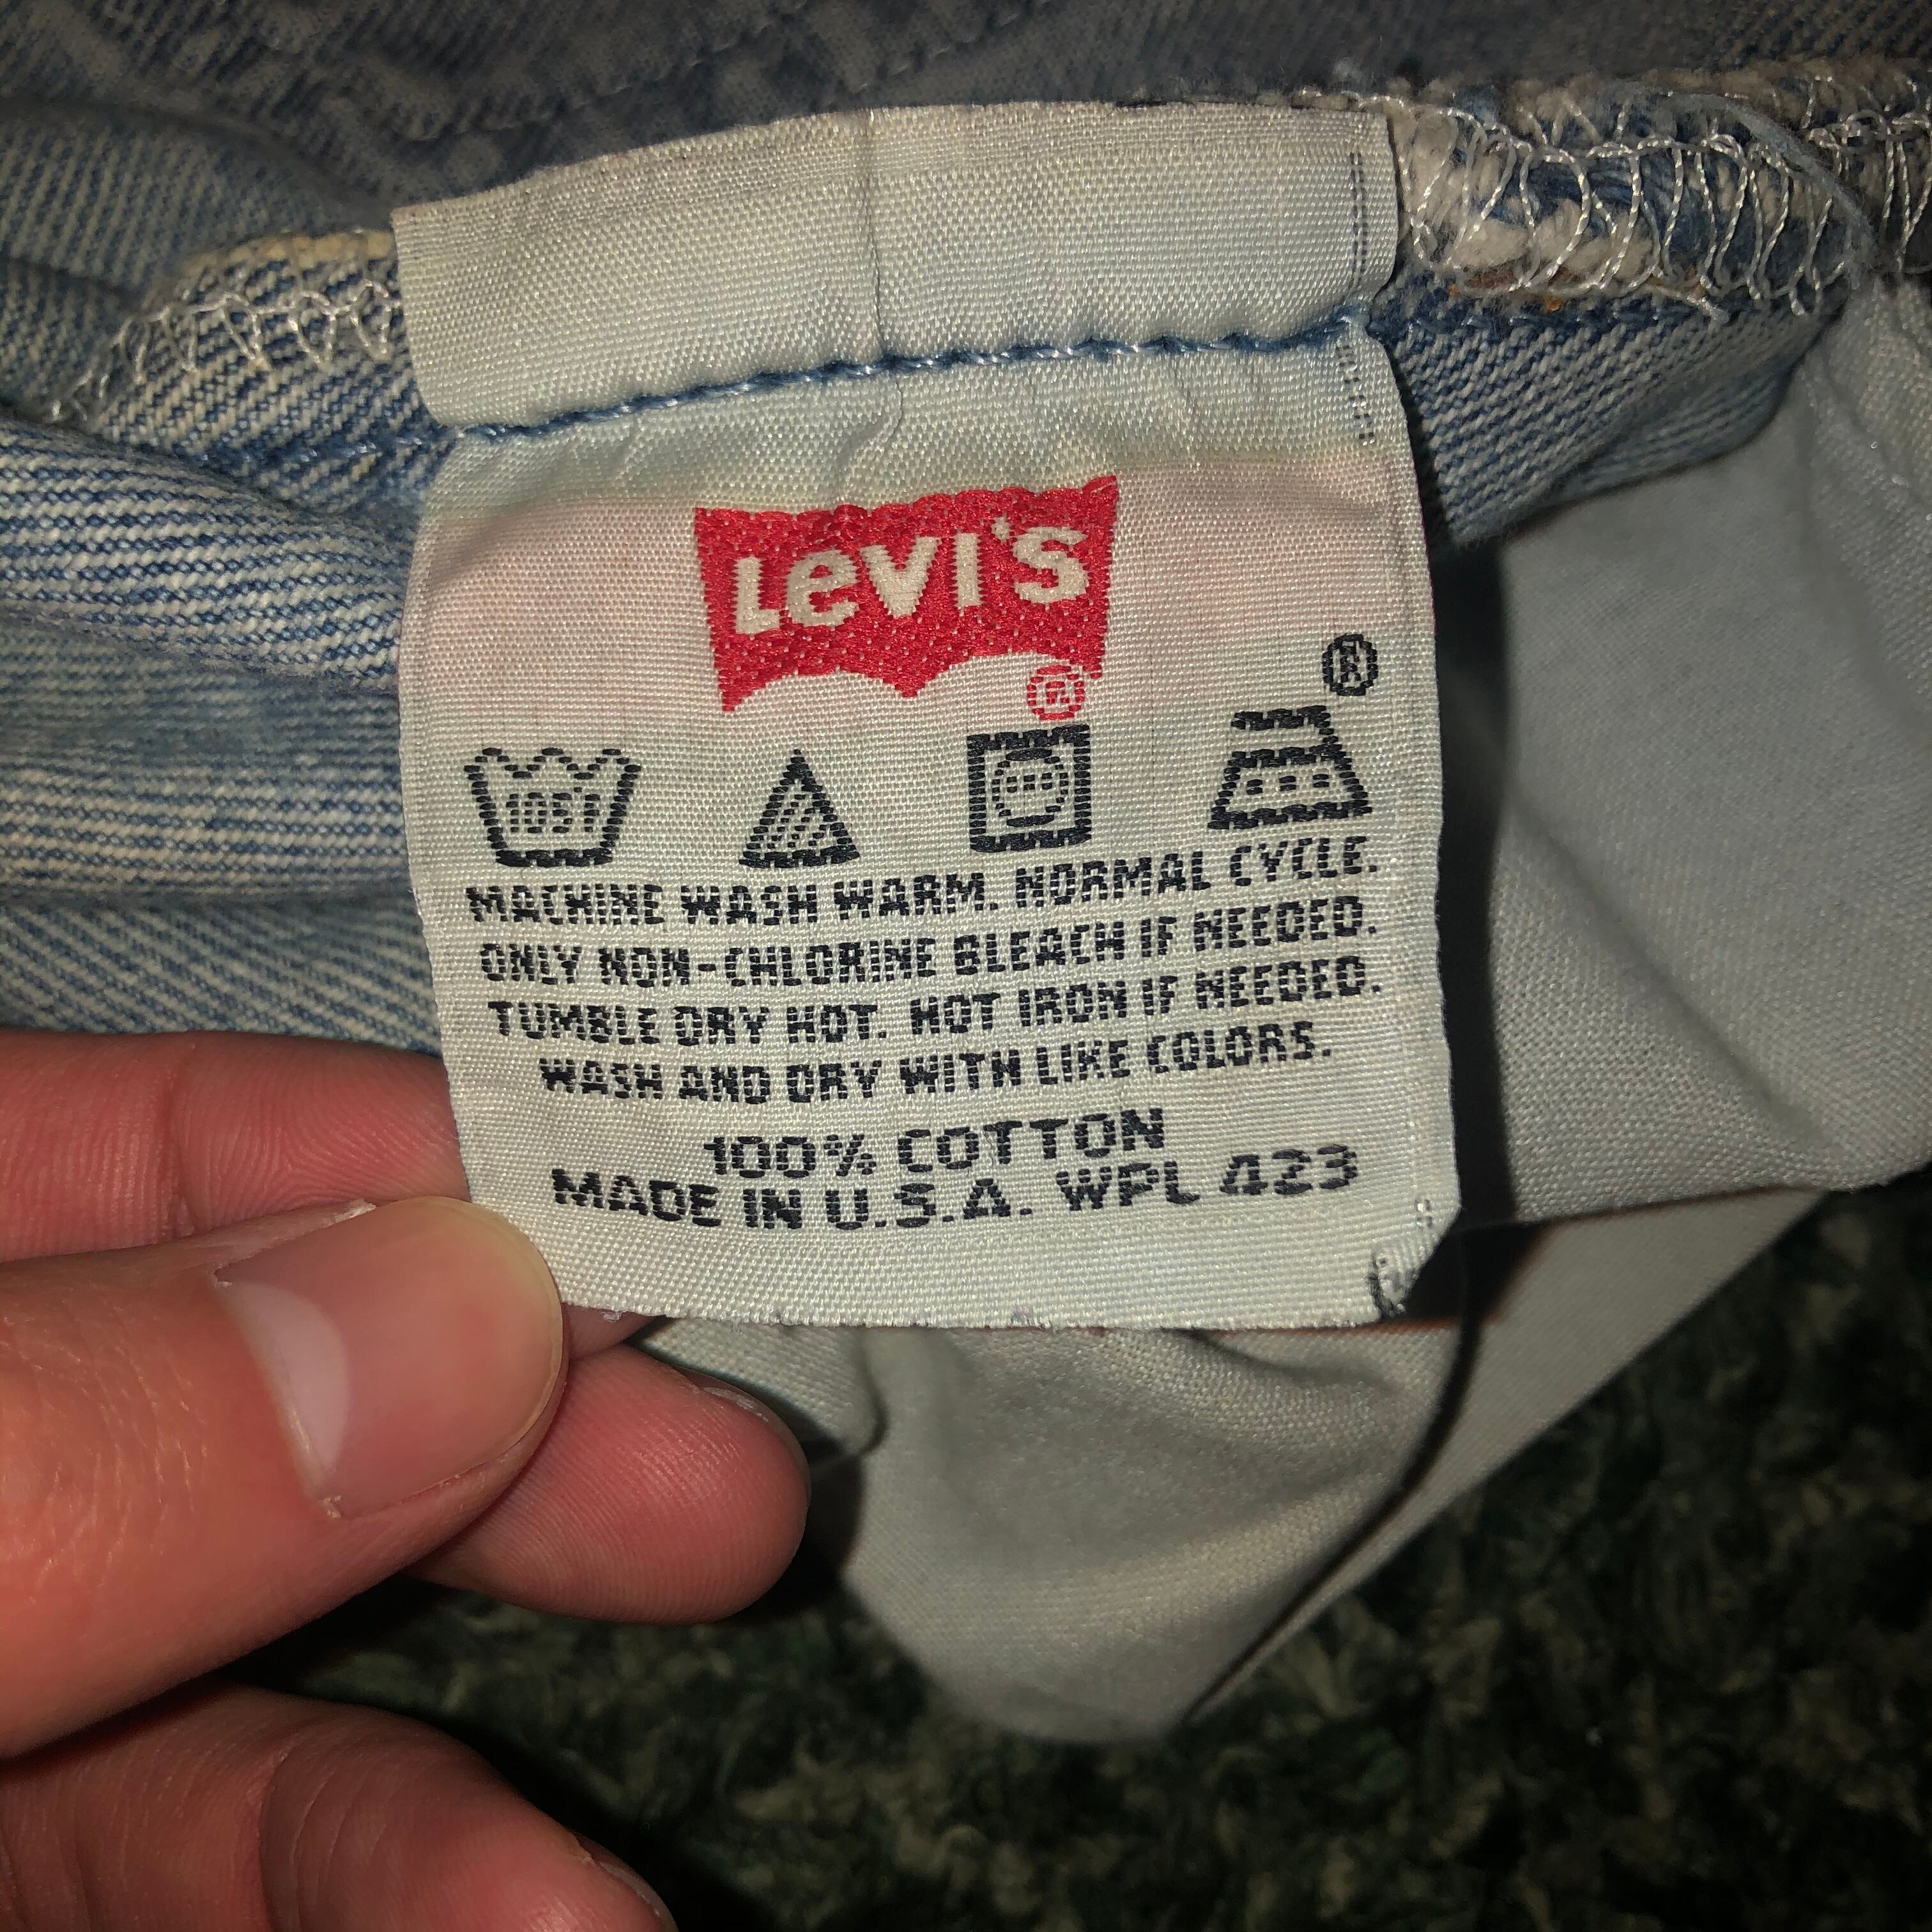 Levi's
®
®
105°F
MACHINE WASH WARM. NORMAL CYCLE.
ONLY NON-CHLORINE BLEACH IF NEEDED.
TUMBLE DRY HOT. HOT IRON IF NEEDED.
WASH AND DRY WITH LIKE COLORS.
100% COTTON
MADE IN U.S.A. WPL 423